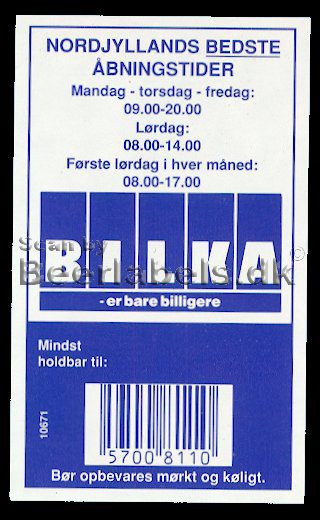 NORDJYLLANDS BEDSTE
ÅBNINGSTIDER
Mandag - torsdag - fredag:
09.00-20.00
Lørdag:
08.00-14.00
Første lørdag i hver måned:
08.00-17.00
Scan by
BILKA
Beerlabels.dk ©
- er bare billigere
Mindst
holdbar til:
10671
5700 8110
Bør opbevares mørkt og køligt.